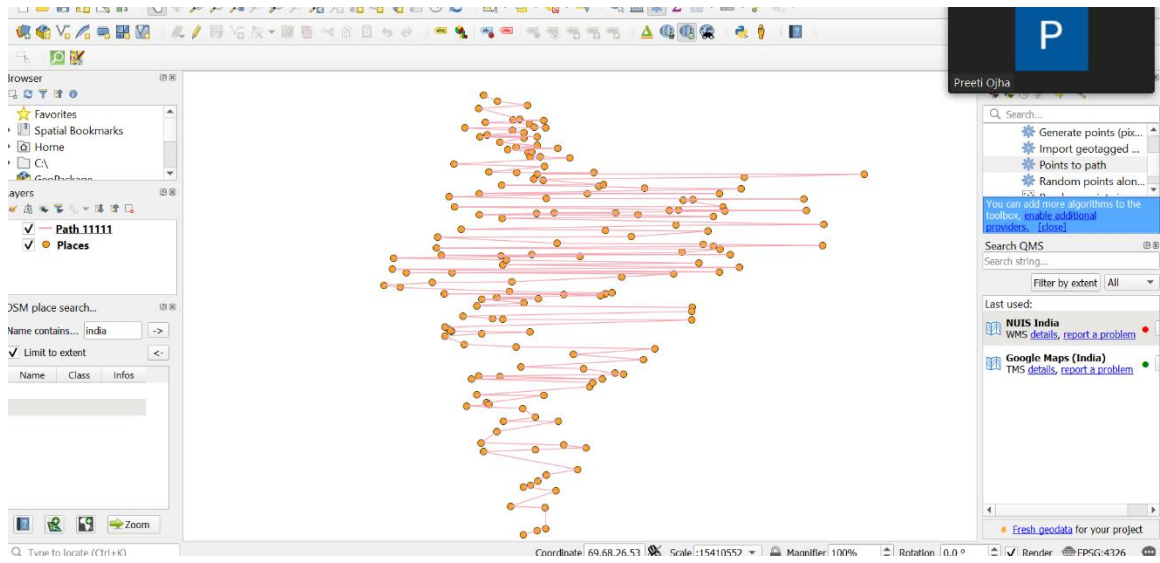 P
Preeti Ojha
Browser
Favorites
Spatial Bookmarks
Home
C:\
GeoPackage
Layers
Path 11111
Places
OSM place search...
Name contains... india ->
Limit to extent <-
Name Class Infos
Zoom
Type to locate (Ctrl+K)
Search...
Generate points (pix...
Import geotagged ...
Points to path
Random points alon...
You can add more algorithms to the
toolbox, enable additional
providers. [close]
Search QMS
Search string...
Filter by extent All
Last used:
NUIS India
WMS details, report a problem
Google Maps (India)
TMS details, report a problem
Fresh geodata for your project
Coordinate 69.68,26.53 Scale :15410552 Magnifier 100% Rotation 0.0 ° Render EPSG:4326